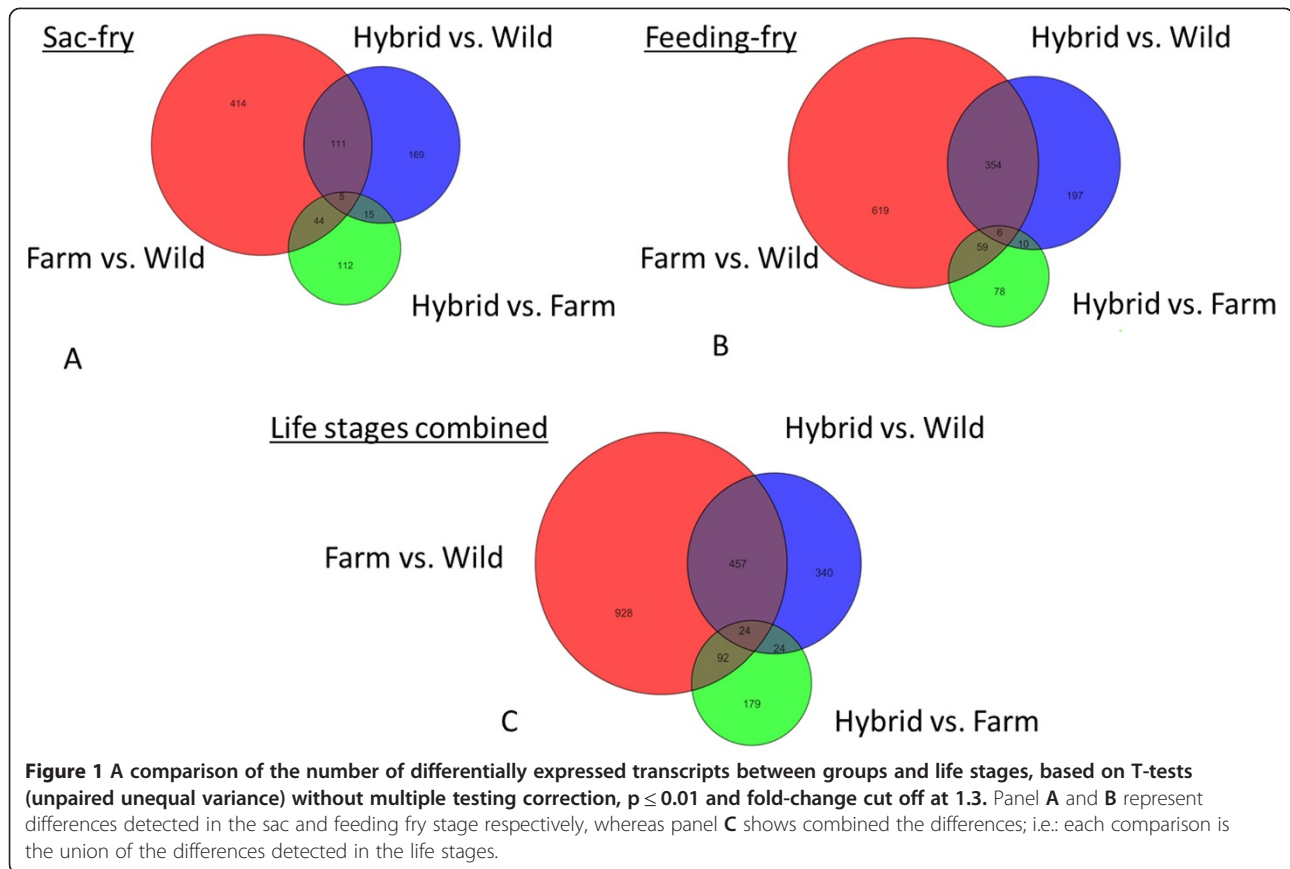 Sac-fry
Hybrid vs. Wild
414
111
169
5
44
15
112
Farm vs. Wild
Hybrid vs. Farm
A
Feeding-fry
Hybrid vs. Wild
354
197
619
6
59
10
78
Farm vs. Wild
Hybrid vs. Farm
B
Life stages combined
Hybrid vs. Wild
Farm vs. Wild
457
340
928
24
92
24
179
C
Hybrid vs. Farm
Figure 1 A comparison of the number of differentially expressed transcripts between groups and life stages, based on T-tests
(unpaired unequal variance) without multiple testing correction, p ≤ 0.01 and fold-change cut off at 1.3. Panel A and B represent
differences detected in the sac and feeding fry stage respectively, whereas panel C shows combined the differences; i.e.: each comparison is
the union of the differences detected in the life stages.